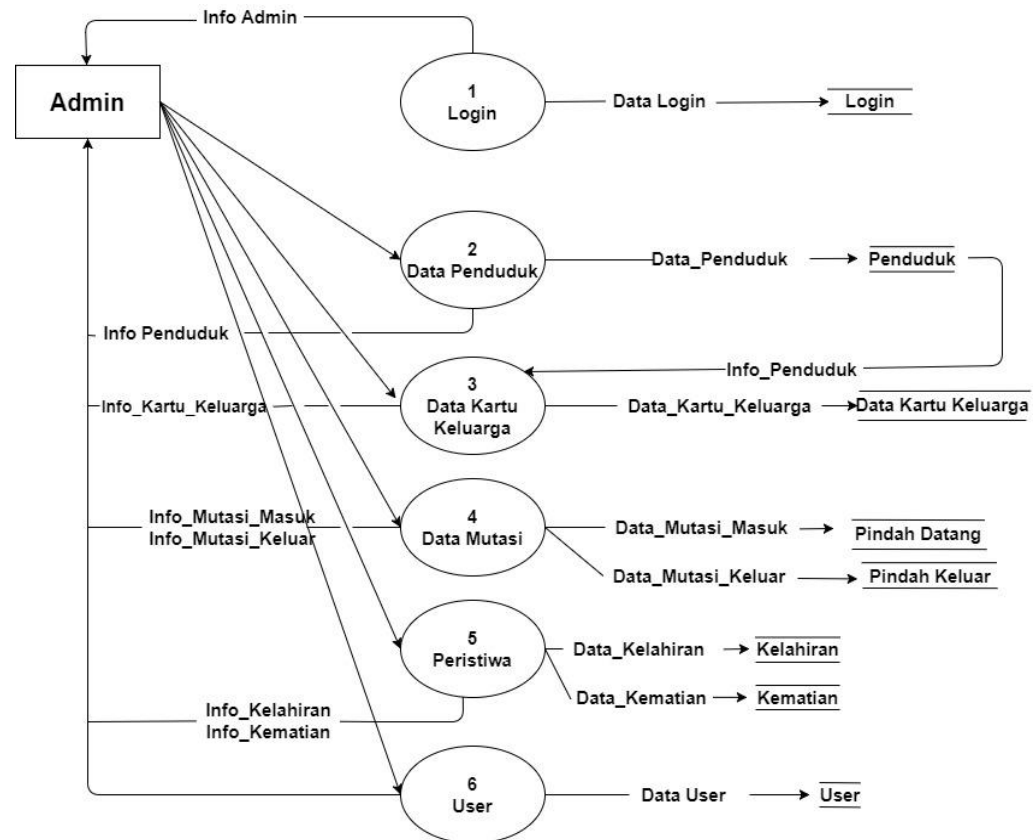 Info Admin
Admin
1
Login
Data Login
Login
2
Data Penduduk
Data_Penduduk
Penduduk
Info Penduduk
Info_Penduduk
3
Data Kartu
Keluarga
Info_Kartu_Keluarga
Data_Kartu_Keluarga
Data Kartu Keluarga
4
Data Mutasi
Info_Mutasi_Masuk
Info_Mutasi_Keluar
Data_Mutasi_Masuk
Pindah Datang
Data_Mutasi_Keluar
Pindah Keluar
5
Peristiwa
Data_Kelahiran
Kelahiran
Data_Kematian
Kematian
Info_Kelahiran
Info_Kematian
6
User
Data User
User